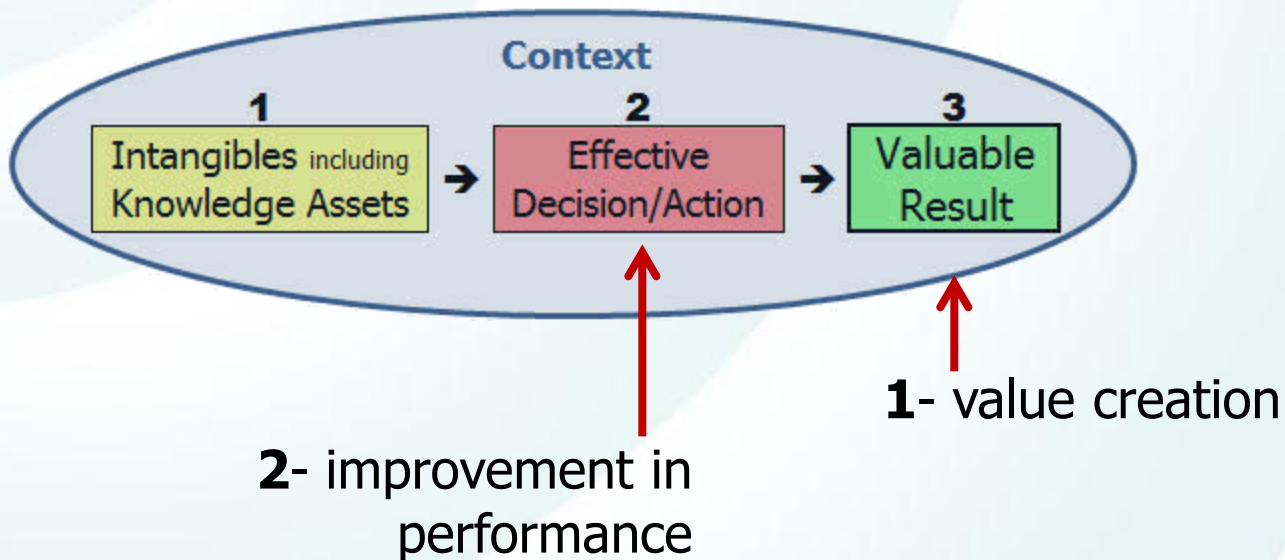 Context
1
Intangibles including
Knowledge Assets
➔
2
Effective
Decision/Action
➔
3
Valuable
Result
1- value creation
2- improvement in
performance